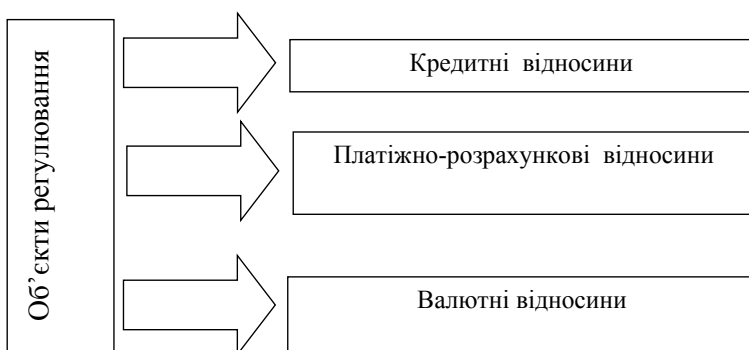 Об’єкти регулювання
Кредитні відносини
Платіжно-розрахункові відносини
Валютні відносини